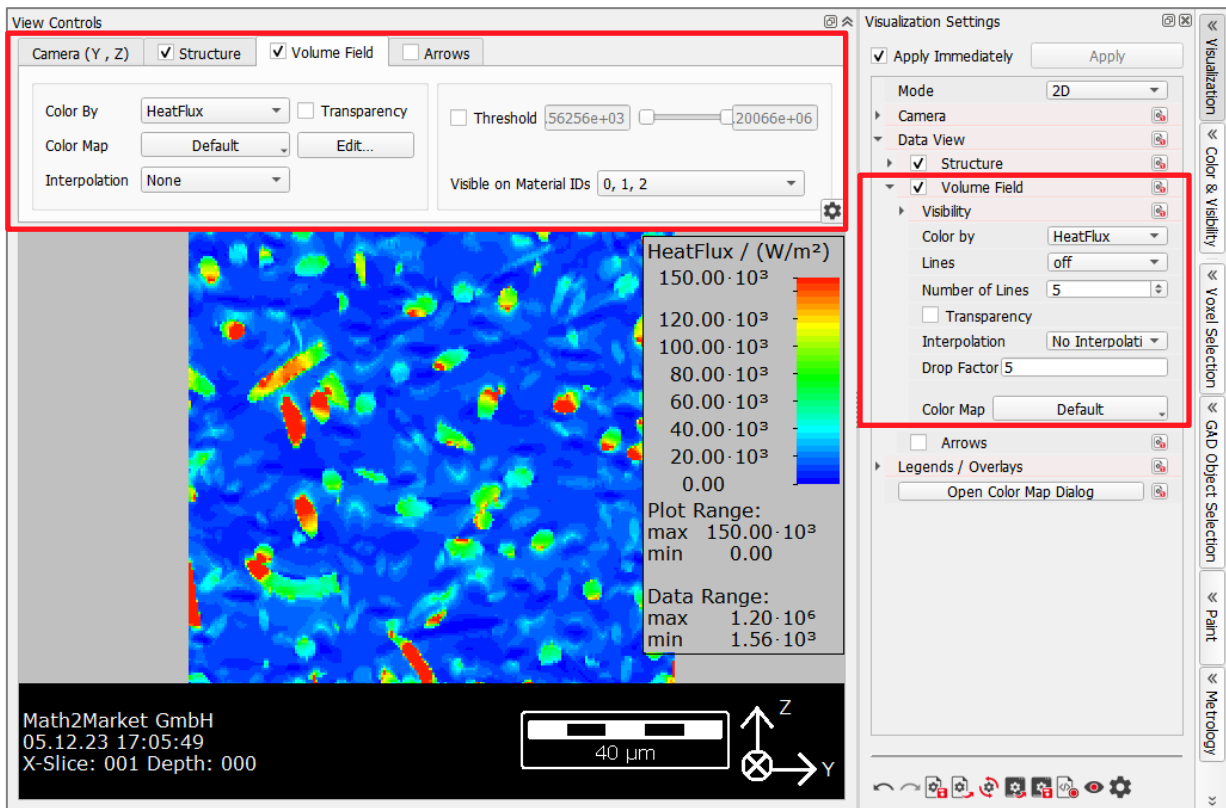 View Controls
Camera (Y , Z) Structure Volume Field Arrows
Color By HeatFlux Transparency
Color Map Default Edit...
Interpolation None
Threshold .56256e+03 .20066e+06
Visible on Material IDs 0, 1, 2
HeatFlux / (W/m²)
150.00·10³
120.00·10³
100.00·10³
80.00·10³
60.00·10³
40.00·10³
20.00·10³
0.00
Plot Range:
max 150.00·10³
min 0.00
Data Range:
max 1.20·10⁶
min 1.56·10³
Math2Market GmbH
05.12.23 17:05:49
X-Slice: 001 Depth: 000
40 µm
Z
Y
Visualization Settings
Apply Immediately Apply
Mode 2D
Camera
Data View
Structure
Volume Field
Visibility
Color by HeatFlux
Lines off
Number of Lines 5
Transparency
Interpolation No Interpolati
Drop Factor 5
Color Map Default
Arrows
Legends / Overlays
Open Color Map Dialog
Visualization
Color & Visibility
Voxel Selection
GAD Object Selection
Paint
Metrology